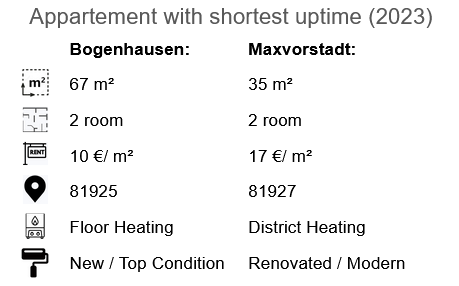 Appartement with shortest uptime (2023)
Bogenhausen: Maxvorstadt:
m² 67 m² 35 m²
2 room 2 room
RENT 10 €/ m² 17 €/ m²
81925 81927
Floor Heating District Heating
New / Top Condition Renovated / Modern